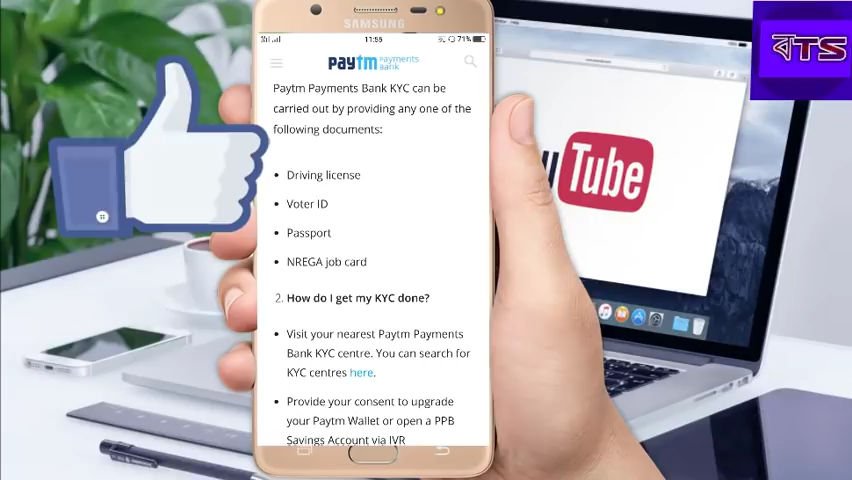 SAMSUNG
11:55
71%
paytm Payments Bank
Paytm Payments Bank KYC can be
carried out by providing any one of the
following documents:
• Driving license
• Voter ID
• Passport
• NREGA job card
2. How do I get my KYC done?
• Visit your nearest Paytm Payments
Bank KYC centre. You can search for
KYC centres here.
• Provide your consent to upgrade
your Paytm Wallet or open a PPB
Savings Account via IVR
Tube
বTS